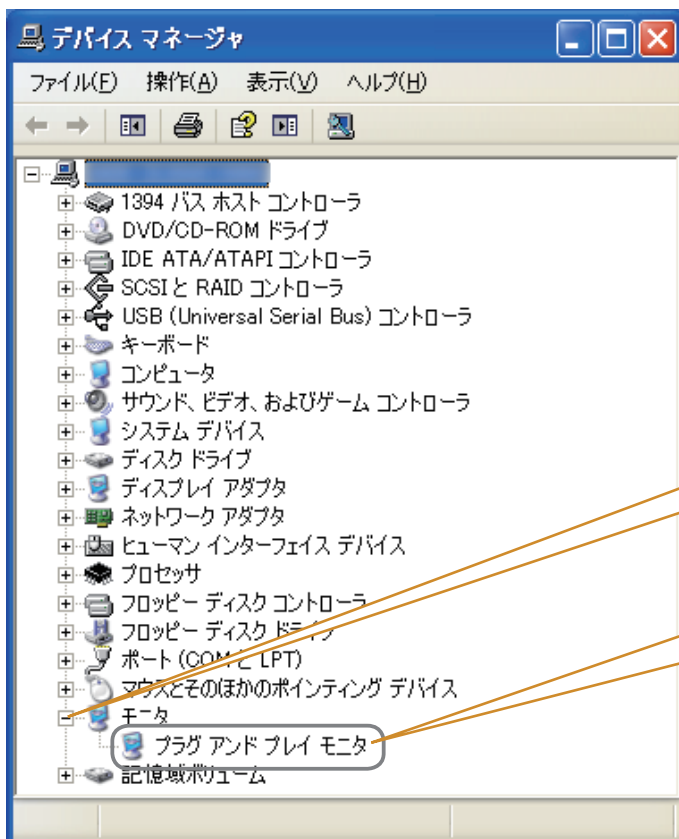 デバイス マネージャ
ファイル(F) 操作(A) 表示(V) ヘルプ(H)
1394 バス ホスト コントローラ
DVD/CD-ROM ドライブ
IDE ATA/ATAPI コントローラ
SCSI と RAID コントローラ
USB (Universal Serial Bus) コントローラ
キーボード
コンピュータ
サウンド、ビデオ、およびゲーム コントローラ
システム デバイス
ディスク ドライブ
ディスプレイ アダプタ
ネットワーク アダプタ
ヒューマン インターフェイス デバイス
プロセッサ
フロッピー ディスク コントローラ
フロッピー ディスク ドライブ
ポート (COM と LPT)
マウスとそのほかのポインティング デバイス
モニタ
プラグ アンド プレイ モニタ
記憶域ボリューム